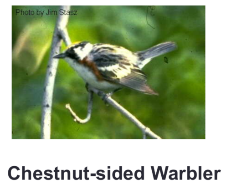 Photo by Jim Stasz
Chestnut-sided Warbler